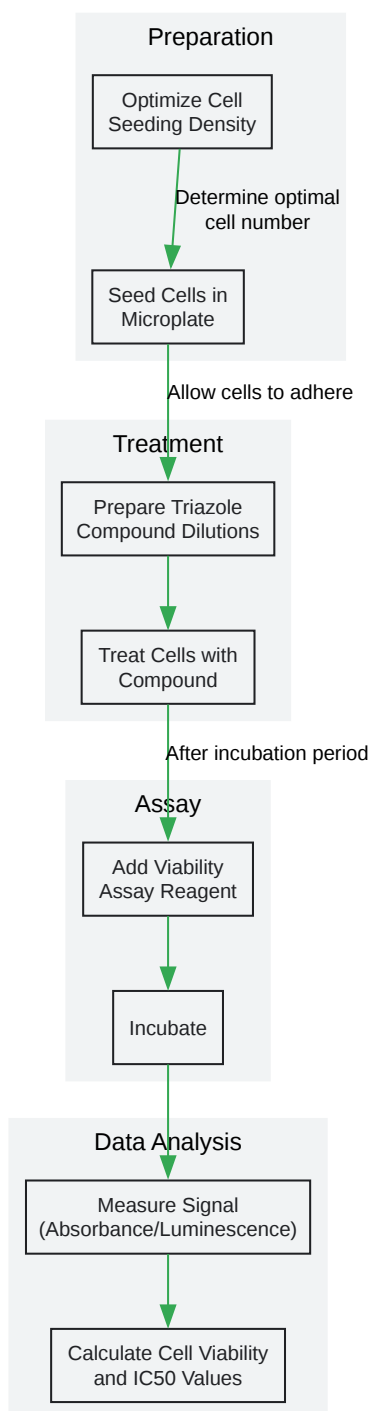 Preparation
Optimize Cell
Seeding Density
Determine optimal
cell number
Seed Cells in
Microplate
Allow cells to adhere
Treatment
Prepare Triazole
Compound Dilutions
Treat Cells with
Compound
After incubation period
Assay
Add Viability
Assay Reagent
Incubate
Data Analysis
Measure Signal
(Absorbance/Luminescence)
Calculate Cell Viability
and IC50 Values